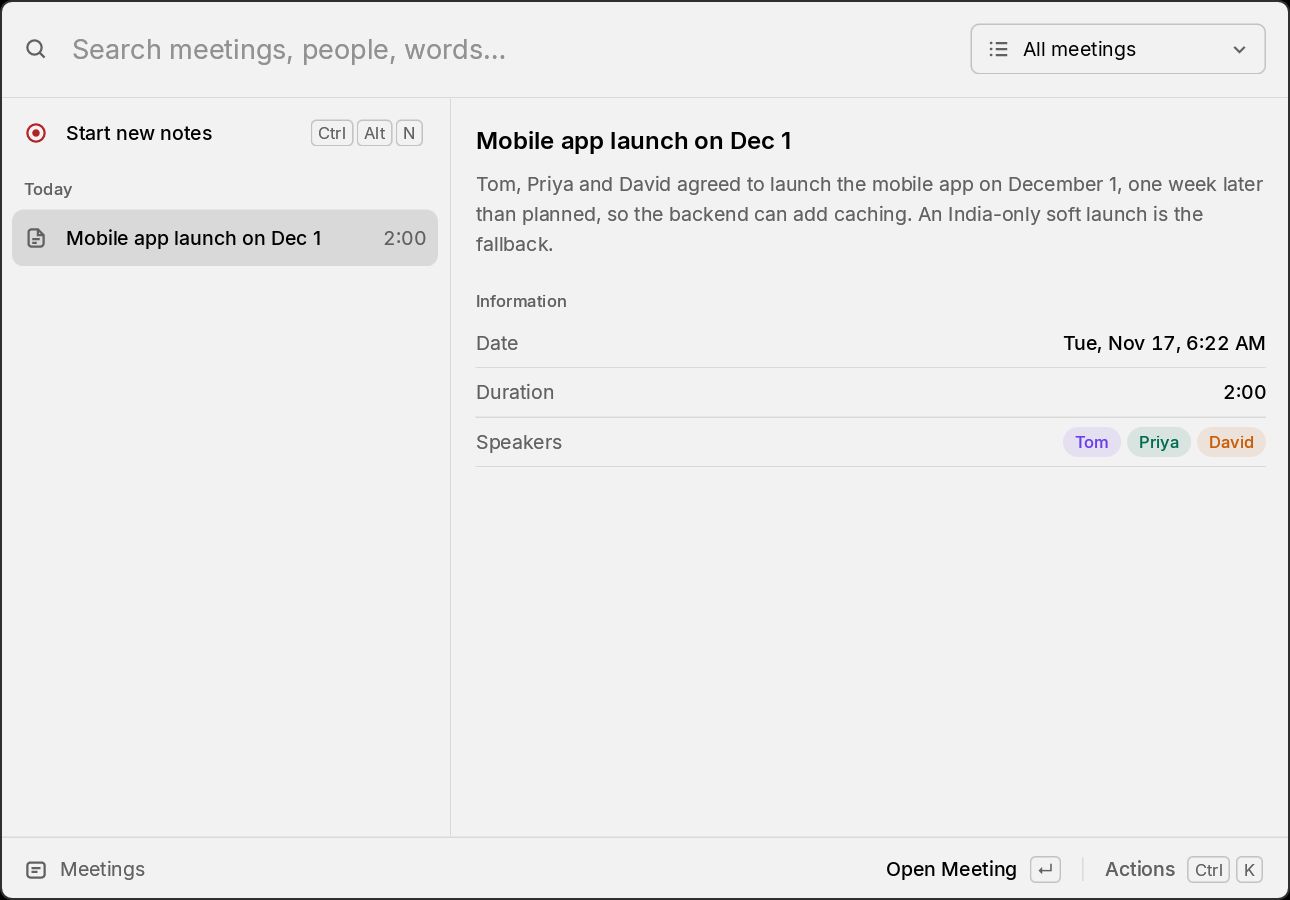 Search meetings, people, words...
All meetings
Start new notes Ctrl Alt N
Today
Mobile app launch on Dec 1 2:00
Mobile app launch on Dec 1
Tom, Priya and David agreed to launch the mobile app on December 1, one week later
than planned, so the backend can add caching. An India-only soft launch is the
fallback.
Information
Date Tue, Nov 17, 6:22 AM
Duration 2:00
Speakers Tom Priya David
Meetings
Open Meeting ↵ Actions Ctrl K